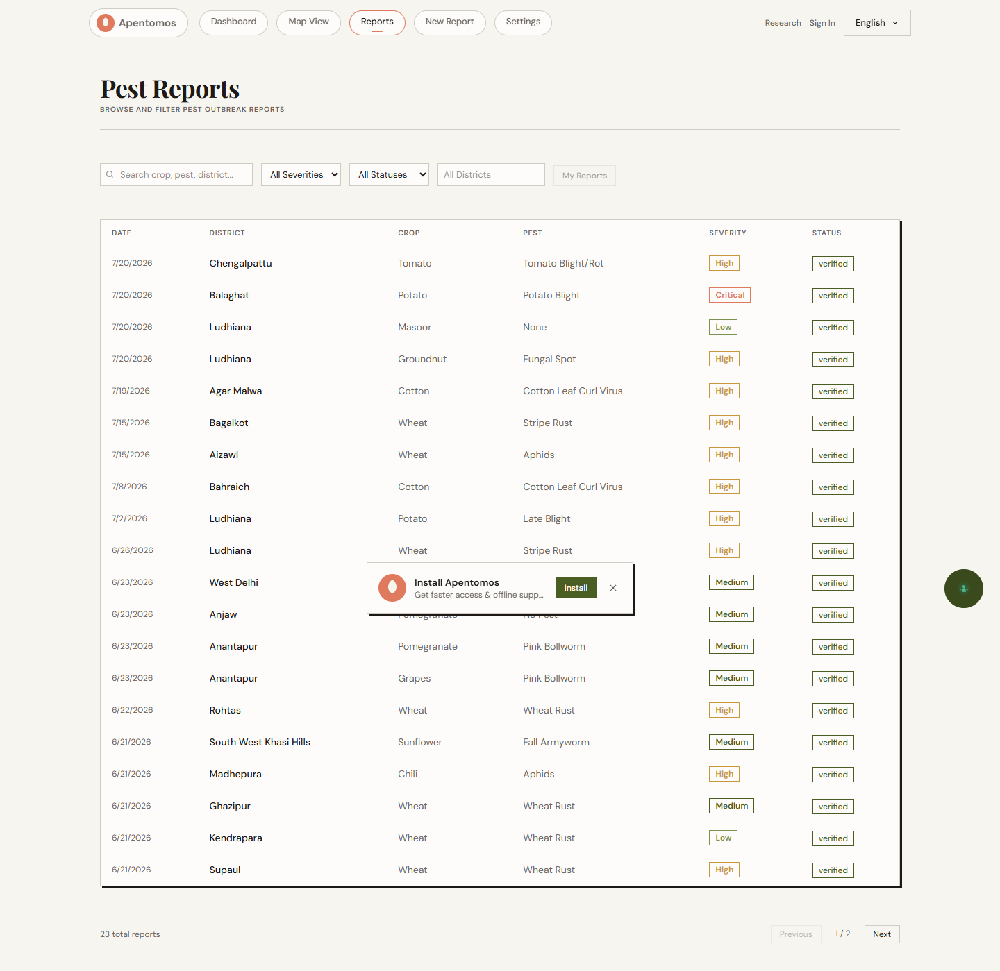 Apentomos Dashboard Map View Reports New Report Settings Research Sign In English
Pest Reports
BROWSE AND FILTER PEST OUTBREAK REPORTS
Search crop, pest, district... All Severities All Statuses All Districts My Reports
DATE DISTRICT CROP PEST SEVERITY STATUS
7/20/2026 Chengalpattu Tomato Tomato Blight/Rot High verified
7/20/2026 Balaghat Potato Potato Blight Critical verified
7/20/2026 Ludhiana Masoor None Low verified
7/20/2026 Ludhiana Groundnut Fungal Spot High verified
7/19/2026 Agar Malwa Cotton Cotton Leaf Curl Virus High verified
7/15/2026 Bagalkot Wheat Stripe Rust High verified
7/15/2026 Aizawl Wheat Aphids High verified
7/8/2026 Bahraich Cotton Cotton Leaf Curl Virus High verified
7/2/2026 Ludhiana Potato Late Blight High verified
6/26/2026 Ludhiana Wheat Stripe Rust High verified
6/23/2026 West Delhi Medium verified
Install Apentomos
Get faster access & offline supp...
Install
6/23/2026 Anjaw Pomegranate No Pest Medium verified
6/23/2026 Anantapur Pomegranate Pink Bollworm Medium verified
6/23/2026 Anantapur Grapes Pink Bollworm Medium verified
6/22/2026 Rohtas Wheat Wheat Rust High verified
6/21/2026 South West Khasi Hills Sunflower Fall Armyworm Medium verified
6/21/2026 Madhepura Chili Aphids High verified
6/21/2026 Ghazipur Wheat Wheat Rust Medium verified
6/21/2026 Kendrapara Wheat Wheat Rust Low verified
6/21/2026 Supaul Wheat Wheat Rust High verified
23 total reports Previous 1 / 2 Next